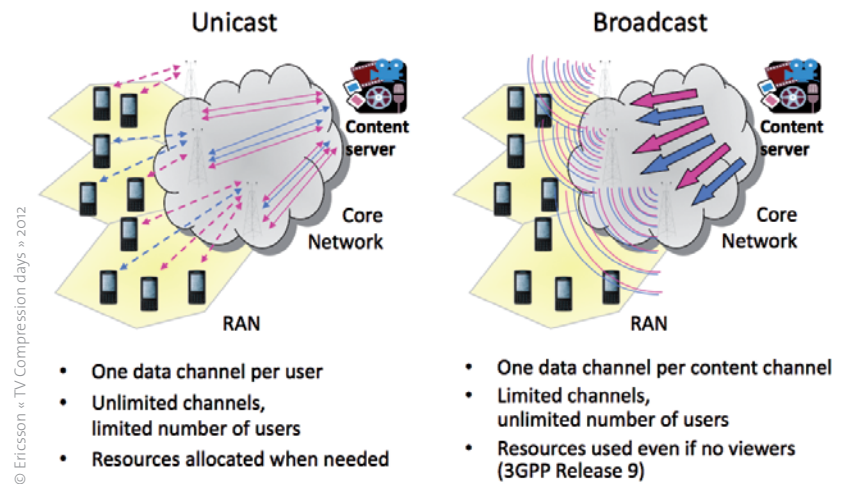 Unicast
Content
server
Core
Network
RAN
• One data channel per user
• Unlimited channels,
limited number of users
• Resources allocated when needed
Broadcast
Content
server
Core
Network
RAN
• One data channel per content channel
• Limited channels,
unlimited number of users
• Resources used even if no viewers
(3GPP Release 9)
© Ericsson « TV Compression days » 2012